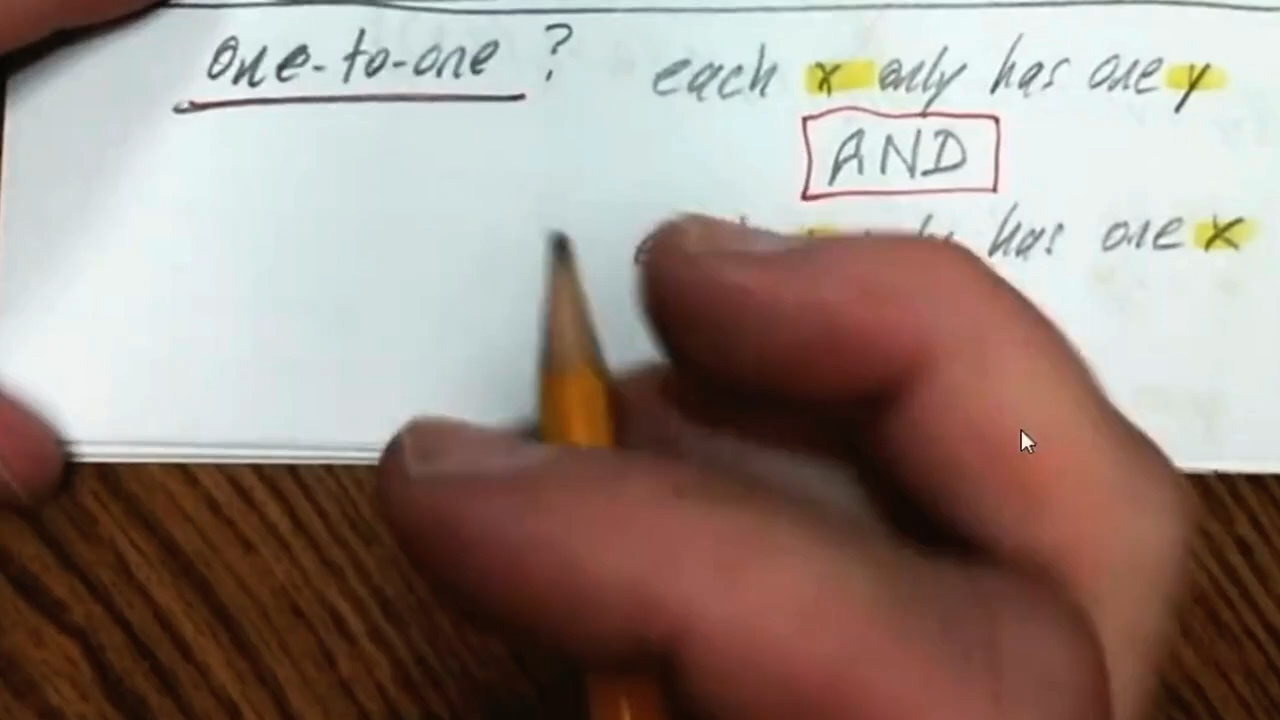 one-to-one ? each x only has one y
AND
has one x